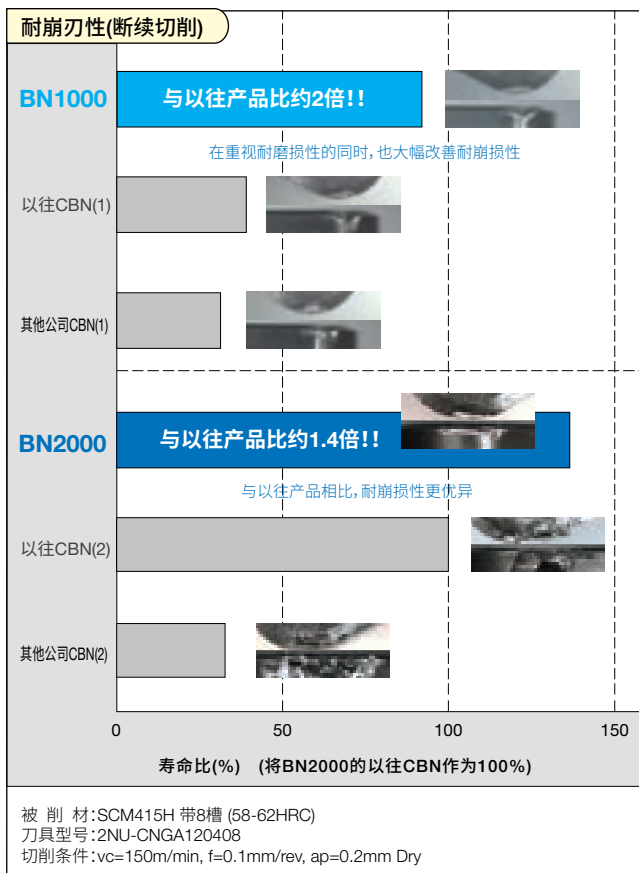 耐崩刃性(断续切削)
BN1000
与以往产品比约2倍!!
在重视耐磨损性的同时,也大幅改善耐崩损性
以往CBN(1)
其他公司CBN(1)
BN2000
与以往产品比约1.4倍!!
与以往产品相比,耐崩损性更优异
以往CBN(2)
其他公司CBN(2)
0 50 100 150
寿命比(%) (将BN2000的以往CBN作为100%)
被 削 材:SCM415H 带8槽 (58-62HRC)
刀具型号:2NU-CNGA120408
切削条件:vc=150m/min, f=0.1mm/rev, ap=0.2mm Dry